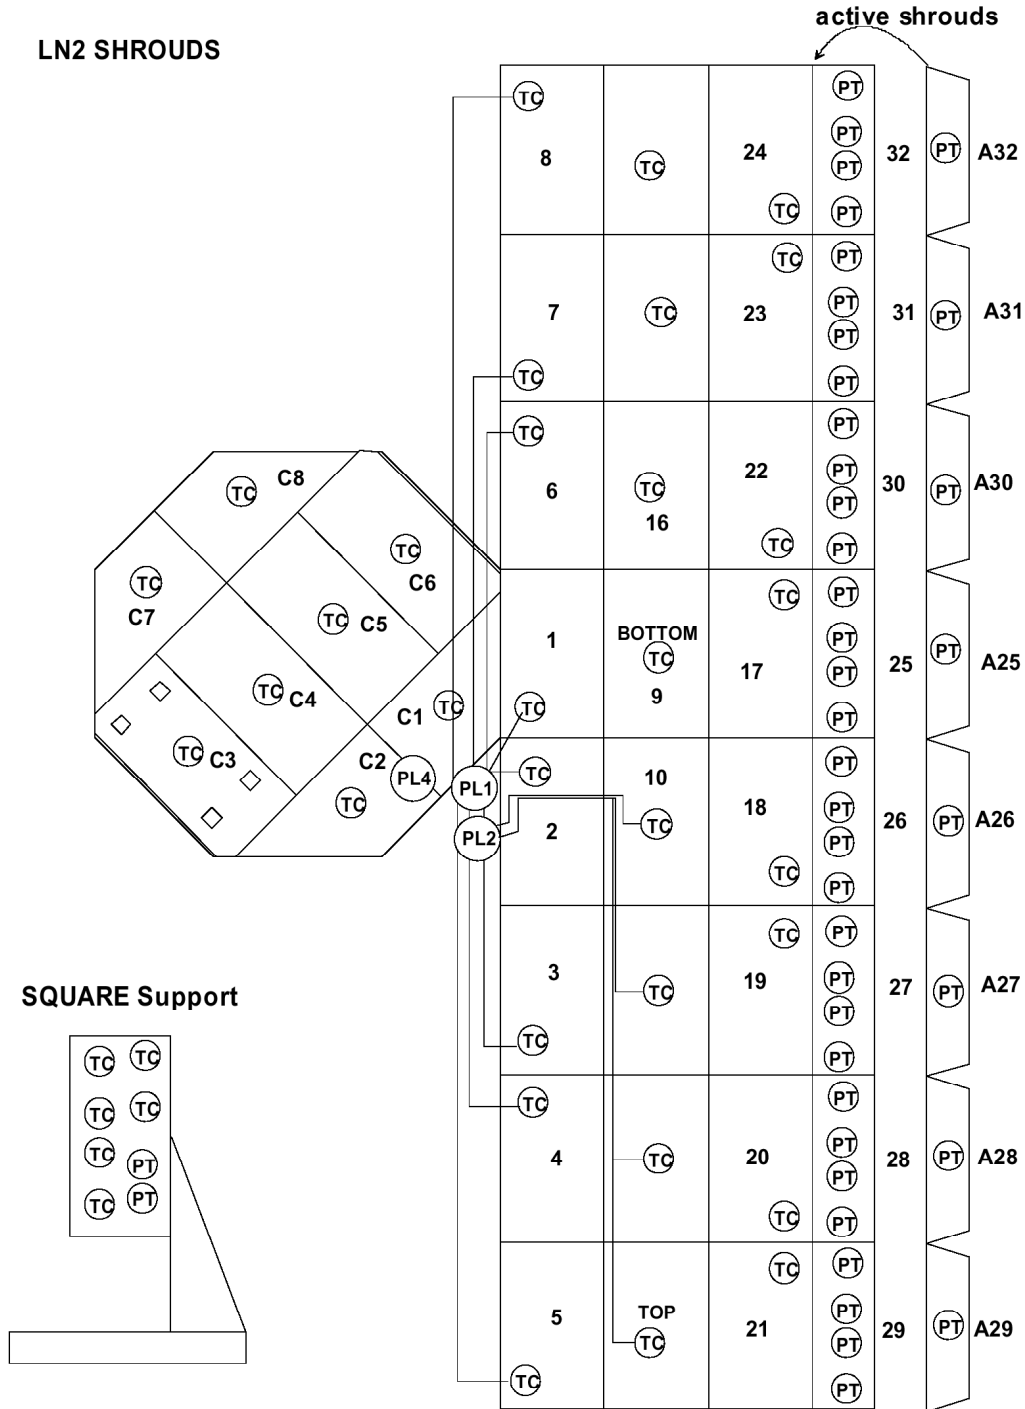 active shrouds
LN2 SHROUDS
TC
PT
8
TC
24
PT
PT
32
PT
A32
TC
PT
TC
PT
7
TC
23
PT
PT
31
PT
A31
TC
PT
TC
PT
6
TC
16
22
PT
PT
30
PT
A30
TC
PT
C8
TC
TC
C6
TC
C7
TC
C5
TC
C4
TC
C3
C1
TC
C2
TC
PL4
PL1
PL2
1
BOTTOM
TC
9
TC
17
TC
PT
PT
PT
25
PT
A25
PT
TC
10
TC
2
18
TC
PT
PT
PT
26
PT
A26
PT
3
TC
TC
19
TC
PT
PT
PT
27
PT
A27
PT
SQUARE Support
TC
TC
TC
TC
TC
PT
TC
PT
TC
4
TC
20
TC
PT
PT
PT
28
PT
A28
PT
5
TC
TOP
TC
TC
21
PT
PT
PT
29
PT
A29
PT